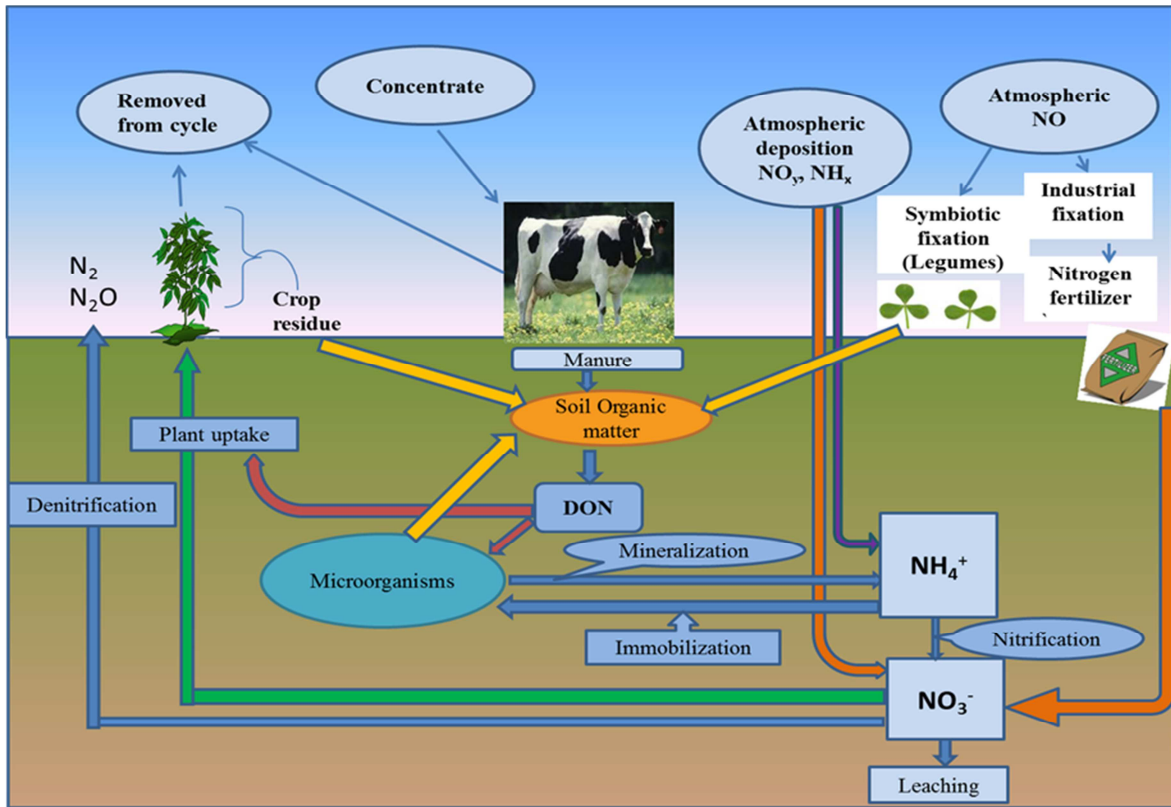 Removed
from cycle
Concentrate
Atmospheric
deposition
NOy, NHx
Atmospheric
NO
Symbiotic
fixation
(Legumes)
Industrial
fixation
Nitrogen
fertilizer
N2
N2O
Crop
residue
Manure
FERTILIZER
Soil Organic
matter
Plant uptake
DON
Denitrification
Mineralization
Microorganisms
NH4+
Immobilization
Nitrification
NO3-
Leaching